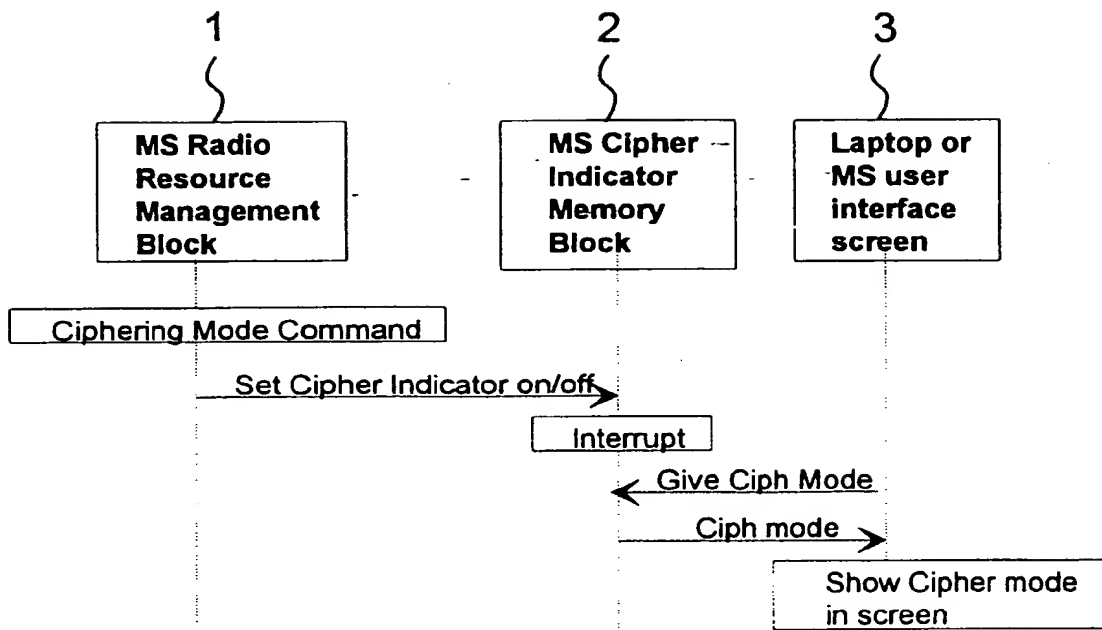 1
2
3
MS Radio
Resource
Management
Block
MS Cipher
Indicator
Memory
Block
Laptop or
MS user
interface
screen
Ciphering Mode Command
Set Cipher Indicator on/off
Interrupt
Give Ciph Mode
Ciph mode
Show Cipher mode
in screen